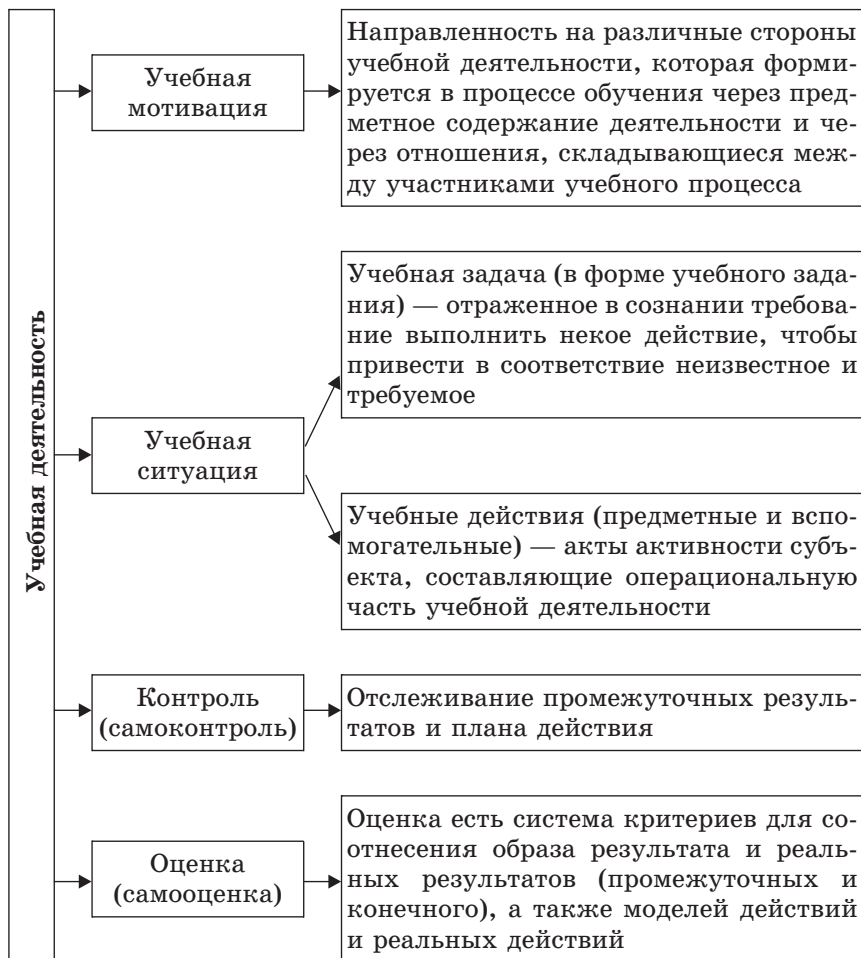 Учебная деятельность
Учебная
мотивация
Направленность на различные стороны
учебной деятельности, которая форми-
руется в процессе обучения через пред-
метное содержание деятельности и че-
рез отношения, складывающиеся меж-
ду участниками учебного процесса
Учебная
ситуация
Учебная задача (в форме учебного зада-
ния) — отраженное в сознании требова-
ние выполнить некое действие, чтобы
привести в соответствие неизвестное и
требуемое
Учебные действия (предметные и вспо-
могательные) — акты активности субъ-
екта, составляющие операциональную
часть учебной деятельности
Контроль
(самоконтроль)
Отслеживание промежуточных резуль-
татов и плана действия
Оценка
(самооценка)
Оценка есть система критериев для со-
отнесения образа результата и реаль-
ных результатов (промежуточных и
конечного), а также моделей действий
и реальных действий